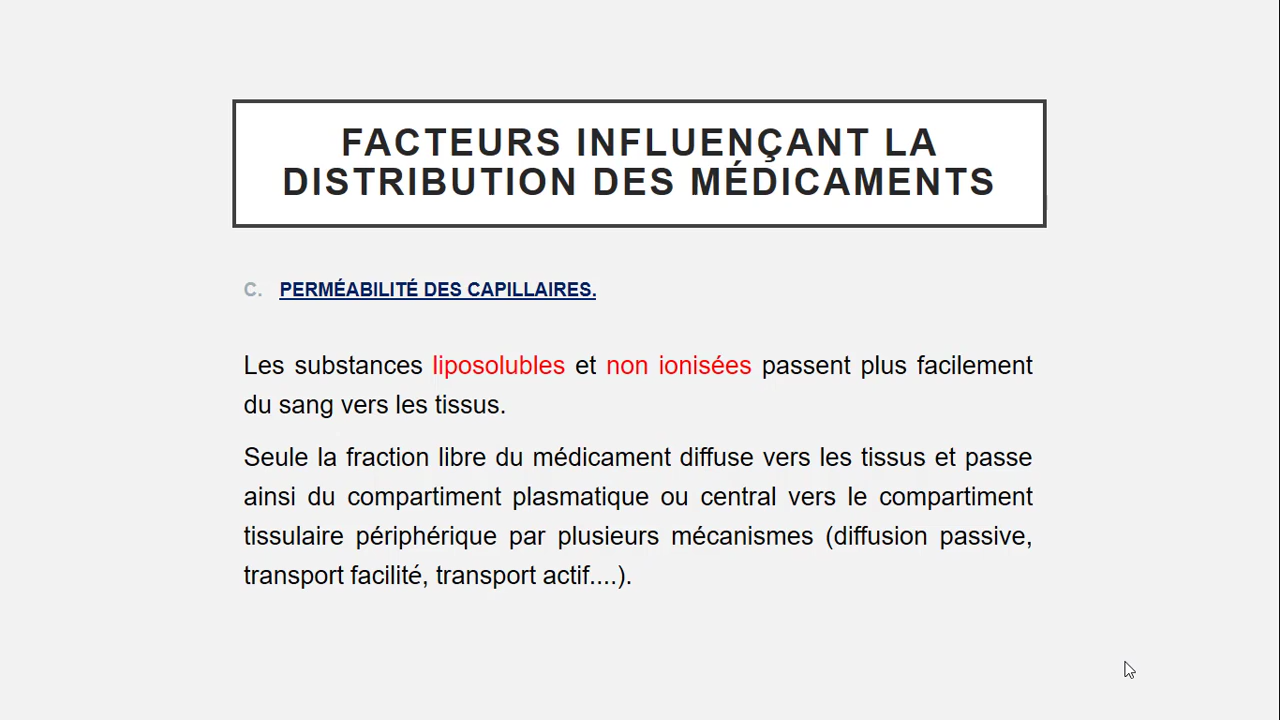 FACTEURS INFLUENÇANT LA
DISTRIBUTION DES MÉDICAMENTS
C. PERMÉABILITÉ DES CAPILLAIRES.
Les substances liposolubles et non ionisées passent plus facilement
du sang vers les tissus.
Seule la fraction libre du médicament diffuse vers les tissus et passe
ainsi du compartiment plasmatique ou central vers le compartiment
tissulaire périphérique par plusieurs mécanismes (diffusion passive,
transport facilité, transport actif....).